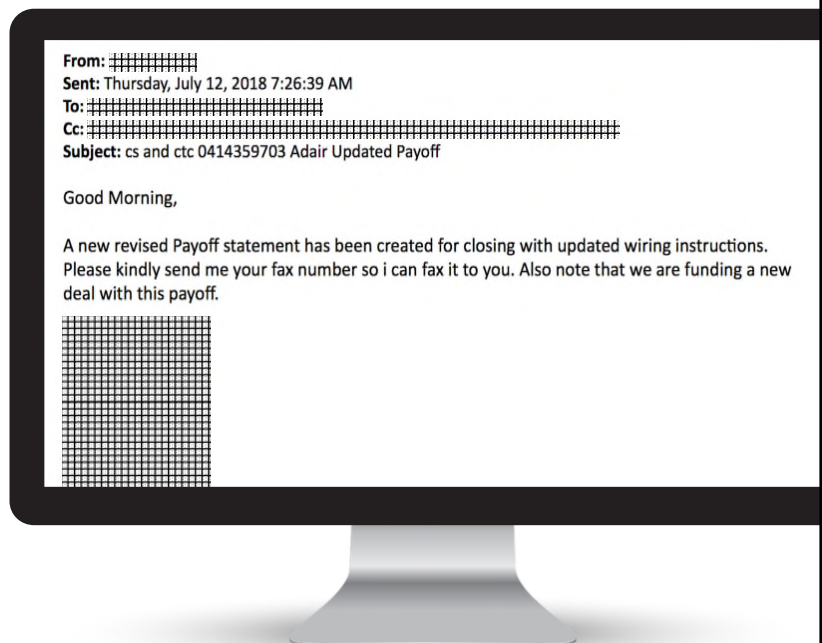 From:
Sent: Thursday, July 12, 2018 7:26:39 AM
To:
Cc:
Subject: cs and ctc 0414359703 Adair Updated Payoff
Good Morning,
A new revised Payoff statement has been created for closing with updated wiring instructions.
Please kindly send me your fax number so i can fax it to you. Also note that we are funding a new
deal with this payoff.